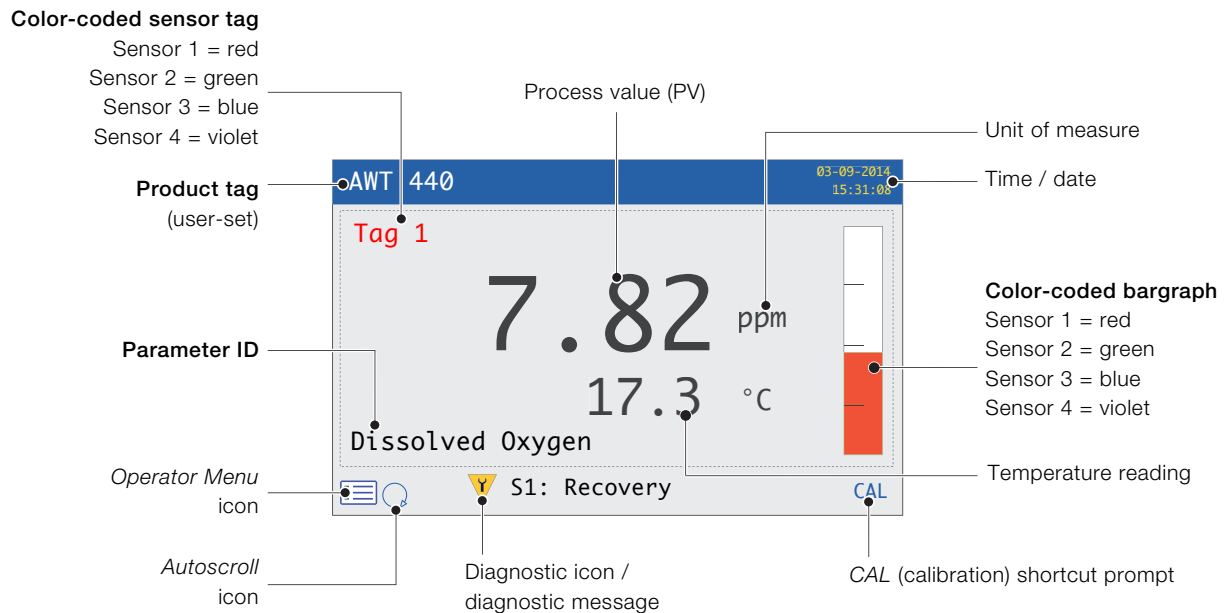 Color-coded sensor tag
Sensor 1 = red
Sensor 2 = green
Sensor 3 = blue
Sensor 4 = violet
Process value (PV)
Unit of measure
Product tag
(user-set)
AWT 440
03-09-2014
15:31:08
Time / date
Tag 1
7.82 ppm
Color-coded bargraph
Sensor 1 = red
Sensor 2 = green
Sensor 3 = blue
Sensor 4 = violet
Parameter ID
17.3 °C
Dissolved Oxygen
Temperature reading
Operator Menu
icon
S1: Recovery
CAL
Autoscroll
icon
Diagnostic icon /
diagnostic message
CAL (calibration) shortcut prompt